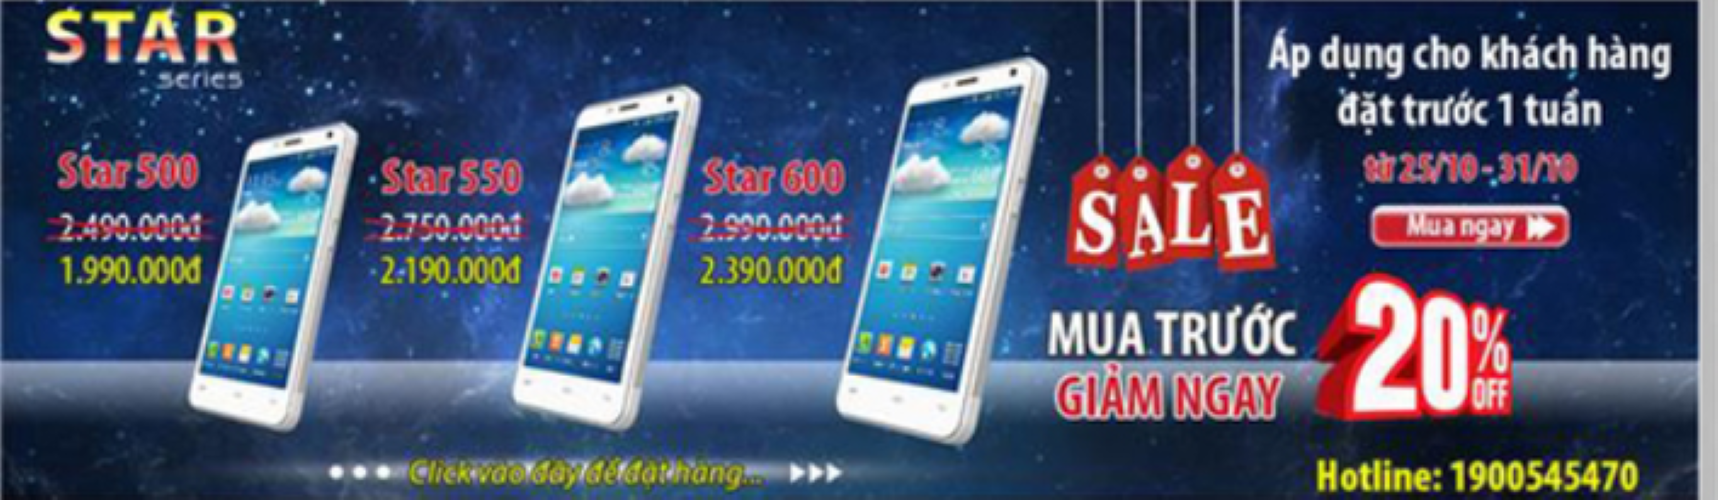 STAR
series
Star 500
2.490.000đ
1.990.000đ
Star 550
2.750.000đ
2.190.000đ
Star 600
2.990.000đ
2.390.000đ
SALE
Áp dụng cho khách hàng
đặt trước 1 tuần
từ 25/10 - 31/10
Mua ngay
MUA TRƯỚC
GIẢM NGAY
20% OFF
Click vào đây để đặt hàng...
Hotline: 1900545470